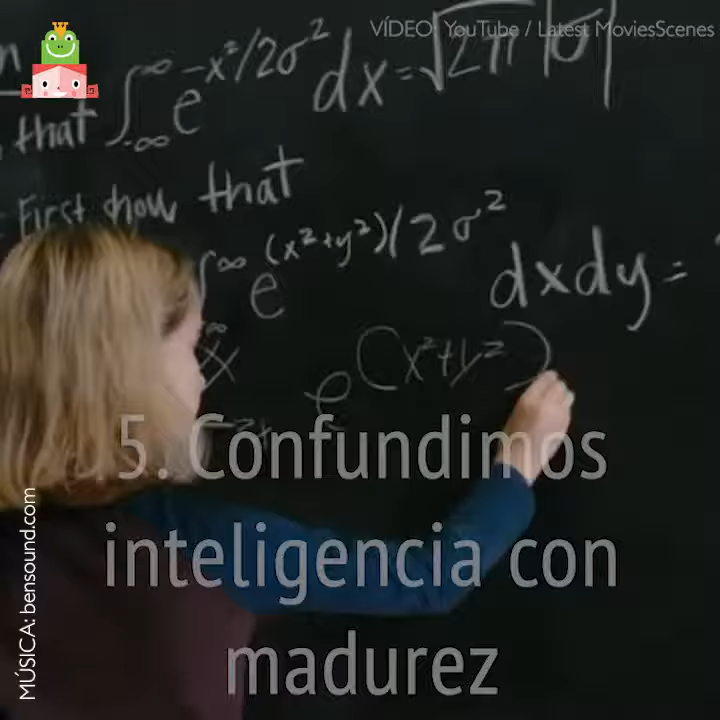 VÍDEO: YouTube / Latest MoviesScenes
n
that ∫_{-∞}^{∞} e^{-x²/2σ²} dx = √2π |σ|
First show that
∫^{∞} e^{(x²+y²)/2σ²} dxdy =
e^{(x²+y²)}
5. Confundimos
inteligencia con
madurez
MÚSICA: bensound.com